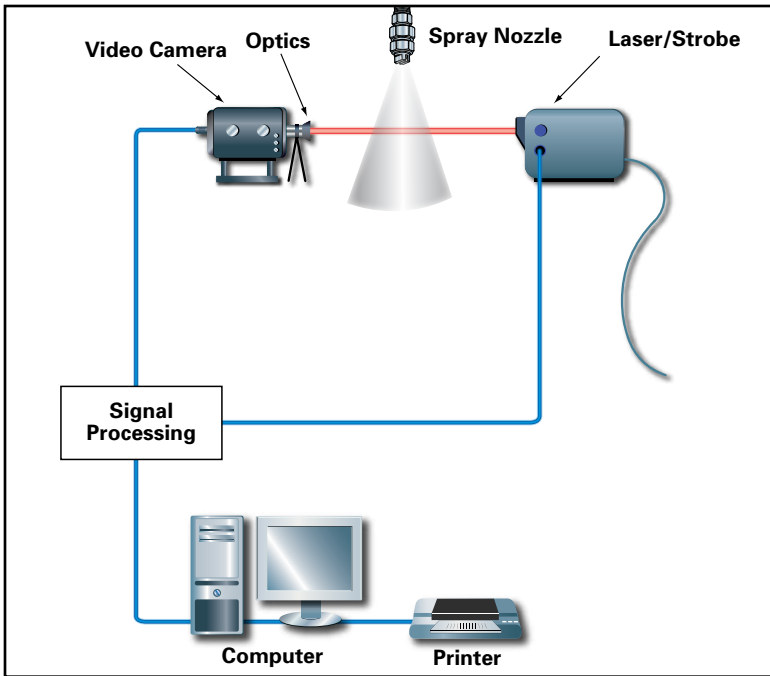 Video Camera
Optics
Spray Nozzle
Laser/Strobe
Signal
Processing
Computer
Printer